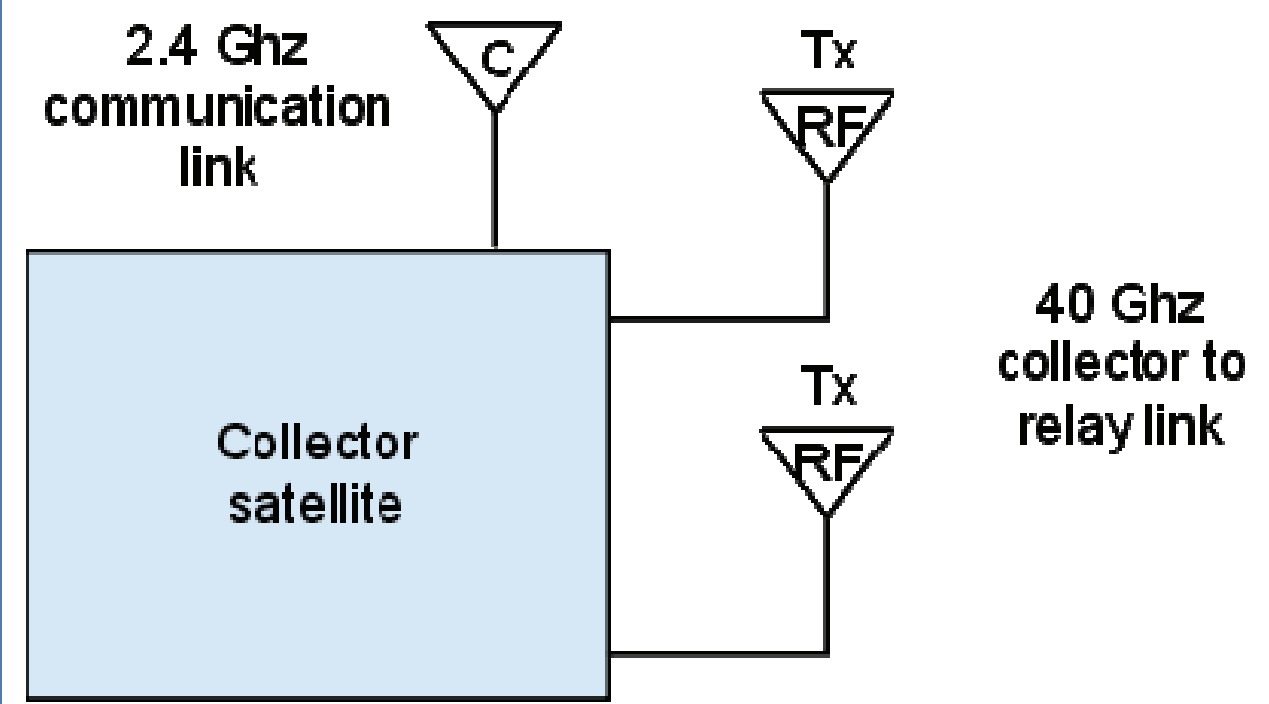 2.4 Ghz
communication
link
C
Tx
RF
40 Ghz
collector to
relay link
Tx
RF
Collector
satellite